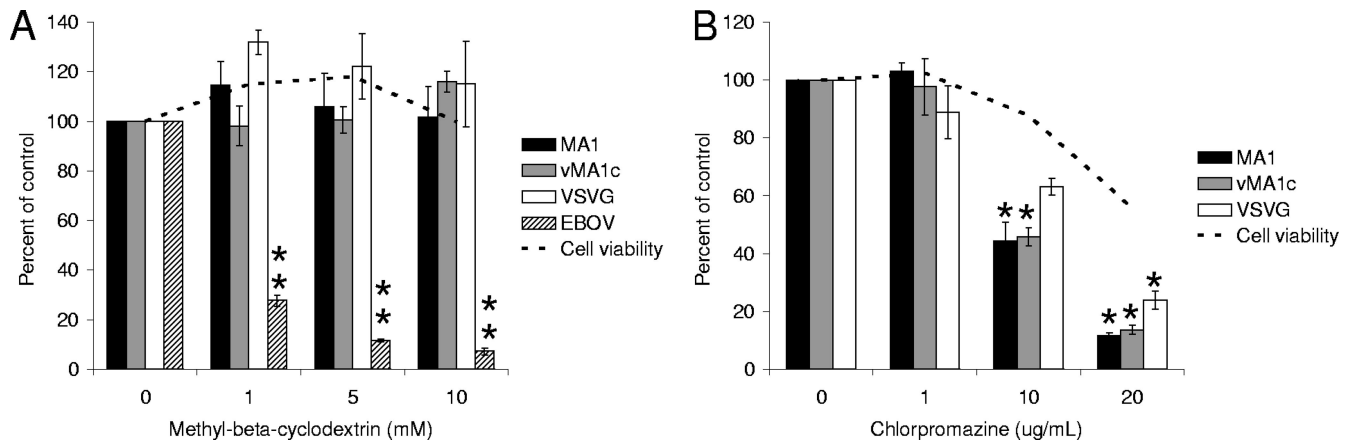 A
Percent of control
140
120
100
80
60
40
20
0
**
**
**
0 1 5 10
Methyl-beta-cyclodextrin (mM)
MA1
vMA1c
VSVG
EBOV
Cell viability
B
Percent of control
120
100
80
60
40
20
0
* *
* * *
0 1 10 20
Chlorpromazine (ug/mL)
MA1
vMA1c
VSVG
Cell viability